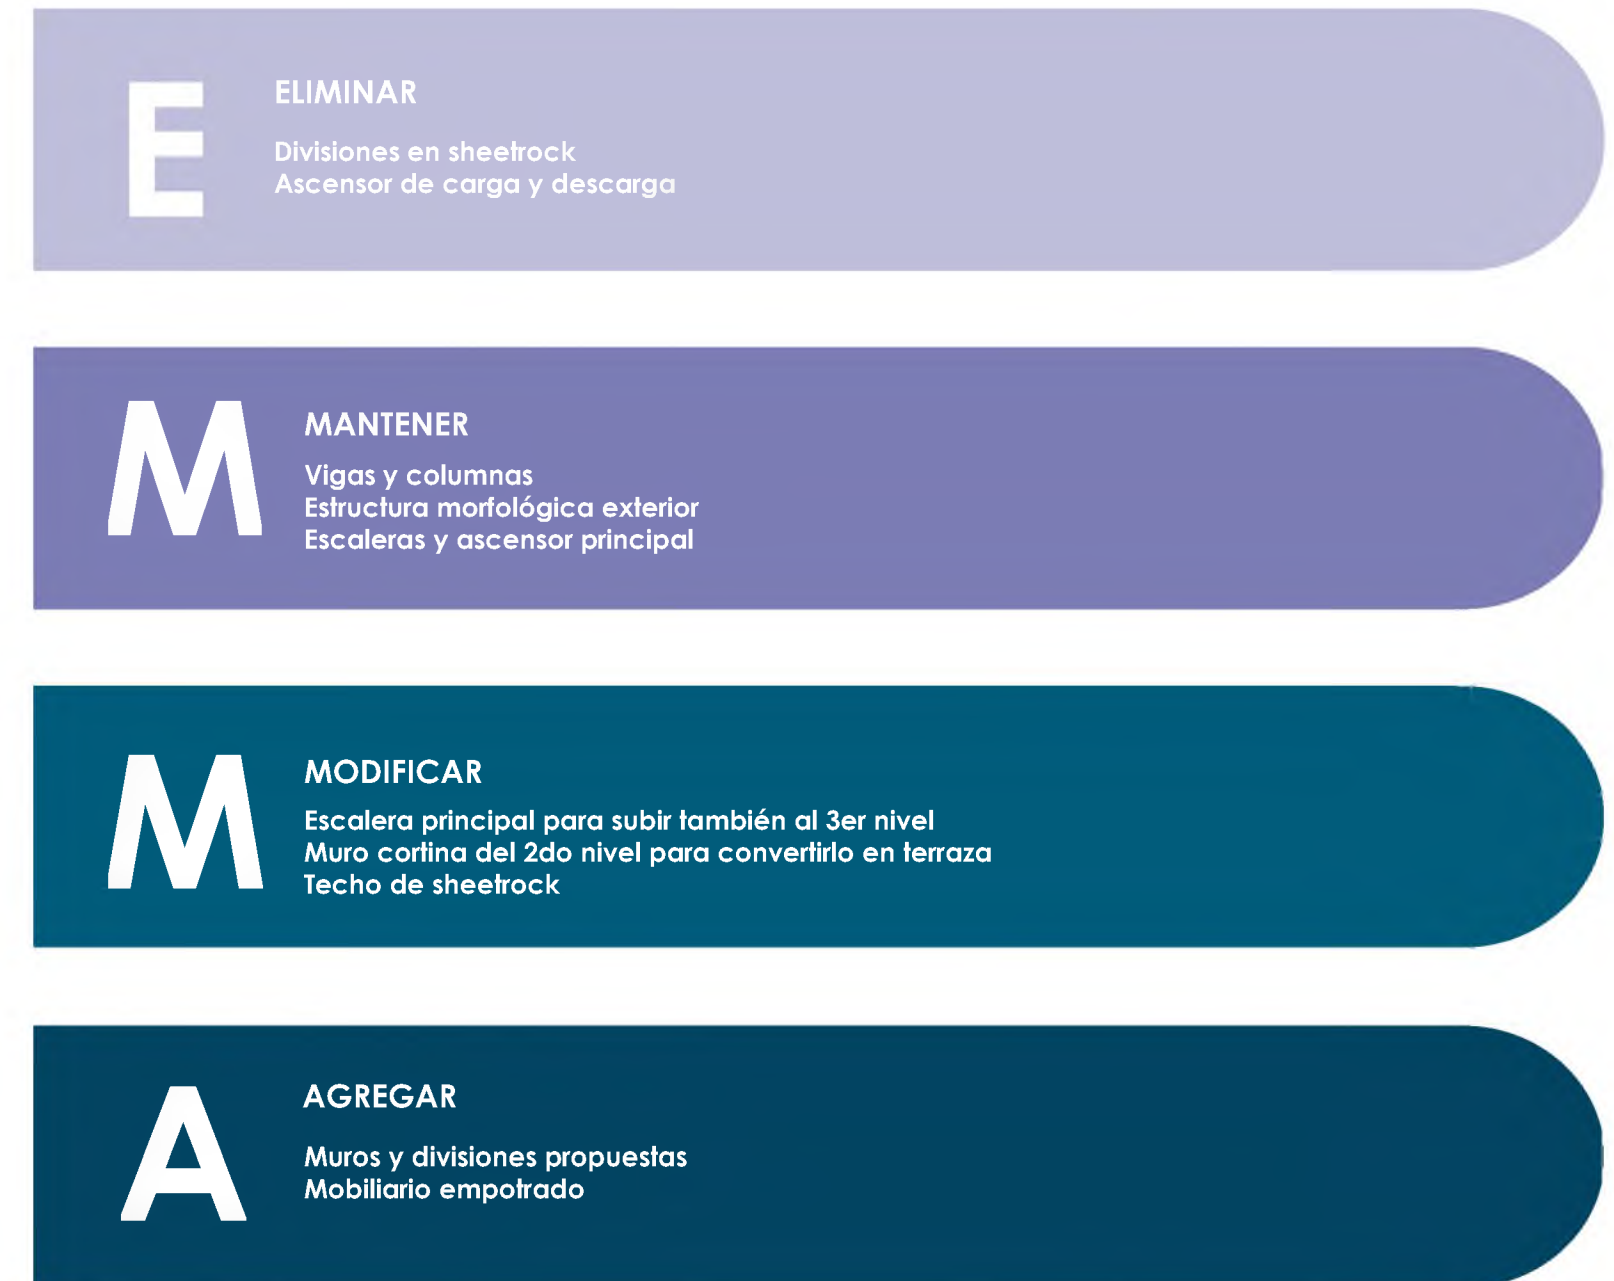 E
ELIMINAR
Divisiones en sheetrock
Ascensor de carga y descarga
M
MANTENER
Vigas y columnas
Estructura morfológica exterior
Escaleras y ascensor principal
M
MODIFICAR
Escalera principal para subir también al 3er nivel
Muro cortina del 2do nivel para convertirlo en terraza
Techo de sheetrock
A
AGREGAR
Muros y divisiones propuestas
Mobiliario empotrado